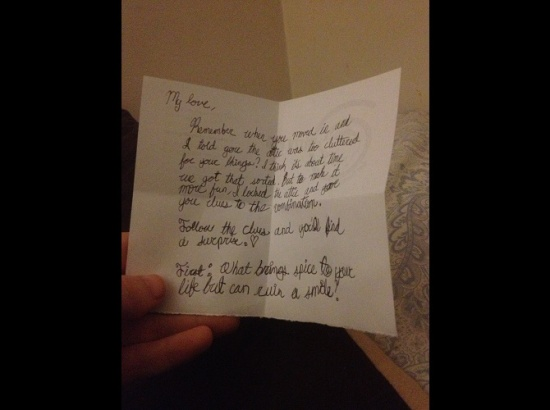 My love,
Remember when you moved in and
I told you the attic was too cluttered
for your things? I think its about time
we got that sorted. But to make it
more fun, I locked the attic and gave
you clues to the combination.
Follow the clues and you'll find
a surprise.♡
First: What brings spice to your
life but can ruin a smile!